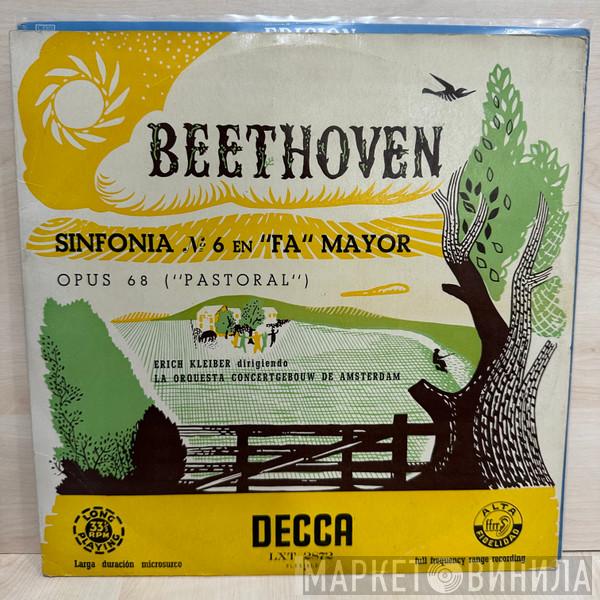 EDICION
BEETHOVEN
SINFONIA № 6 EN "FA" MAYOR
OPUS 68 ("PASTORAL")
ERICH KLEIBER dirigiendo
LA ORQUESTA CONCERTGEBOUW DE AMSTERDAM
LONG
33⅓
RPM
PLAYING
Larga duración microsurco
DECCA
LXT 2872
ALTA
ffrr
FIDELIDAD
full frequency range recording
МАРКЕТ ВИНИЛА